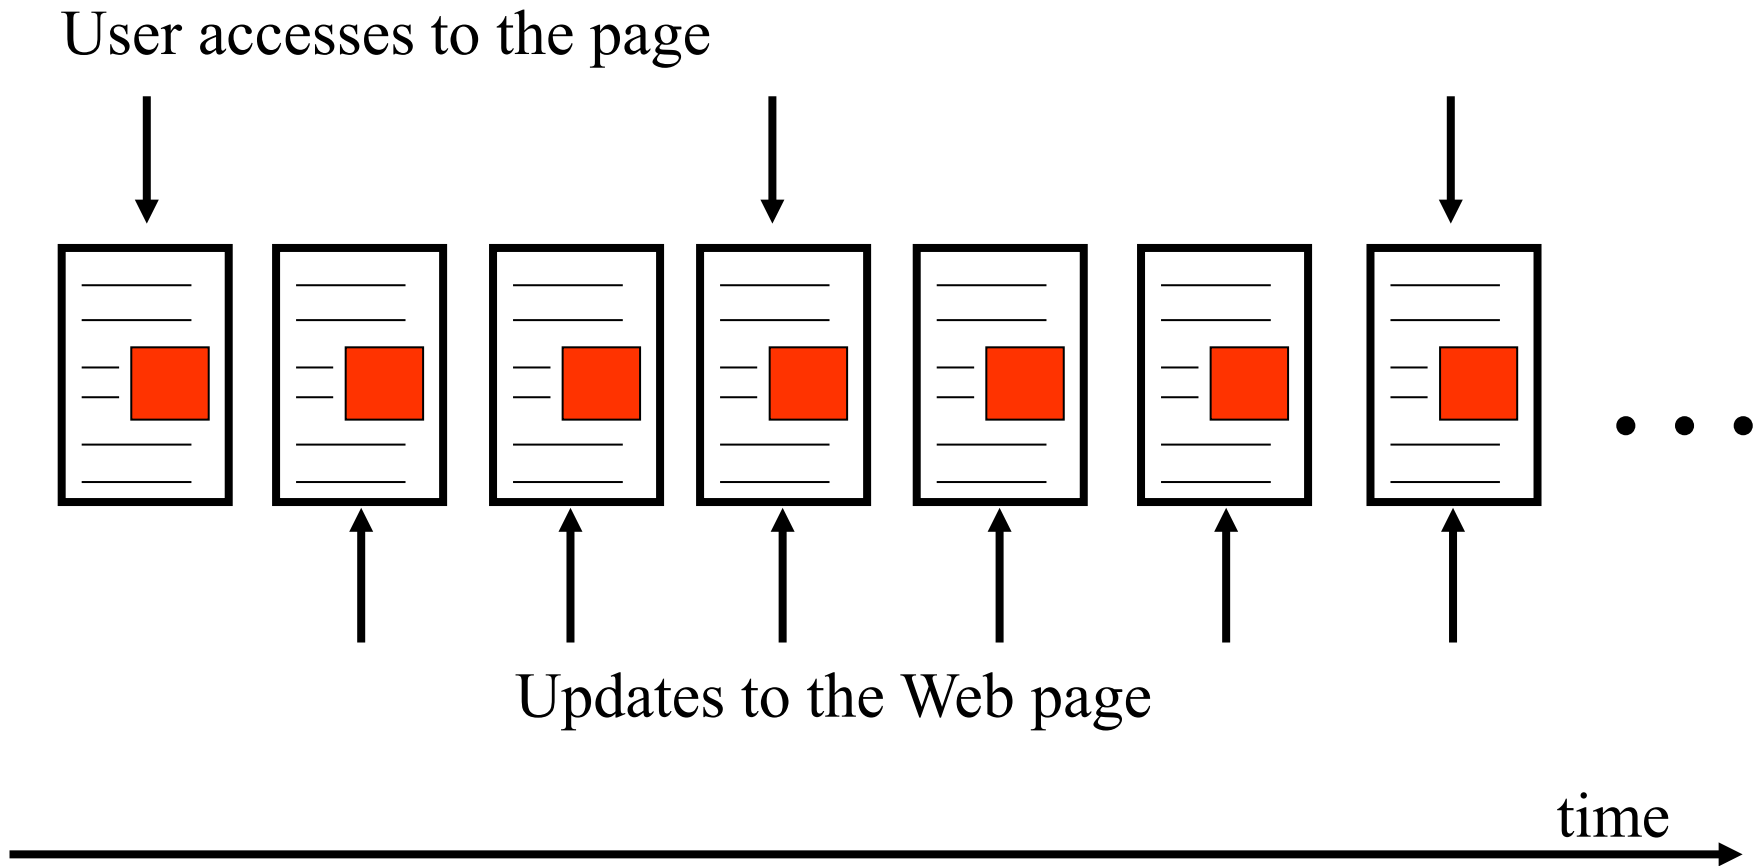 User accesses to the page
Updates to the Web page
time